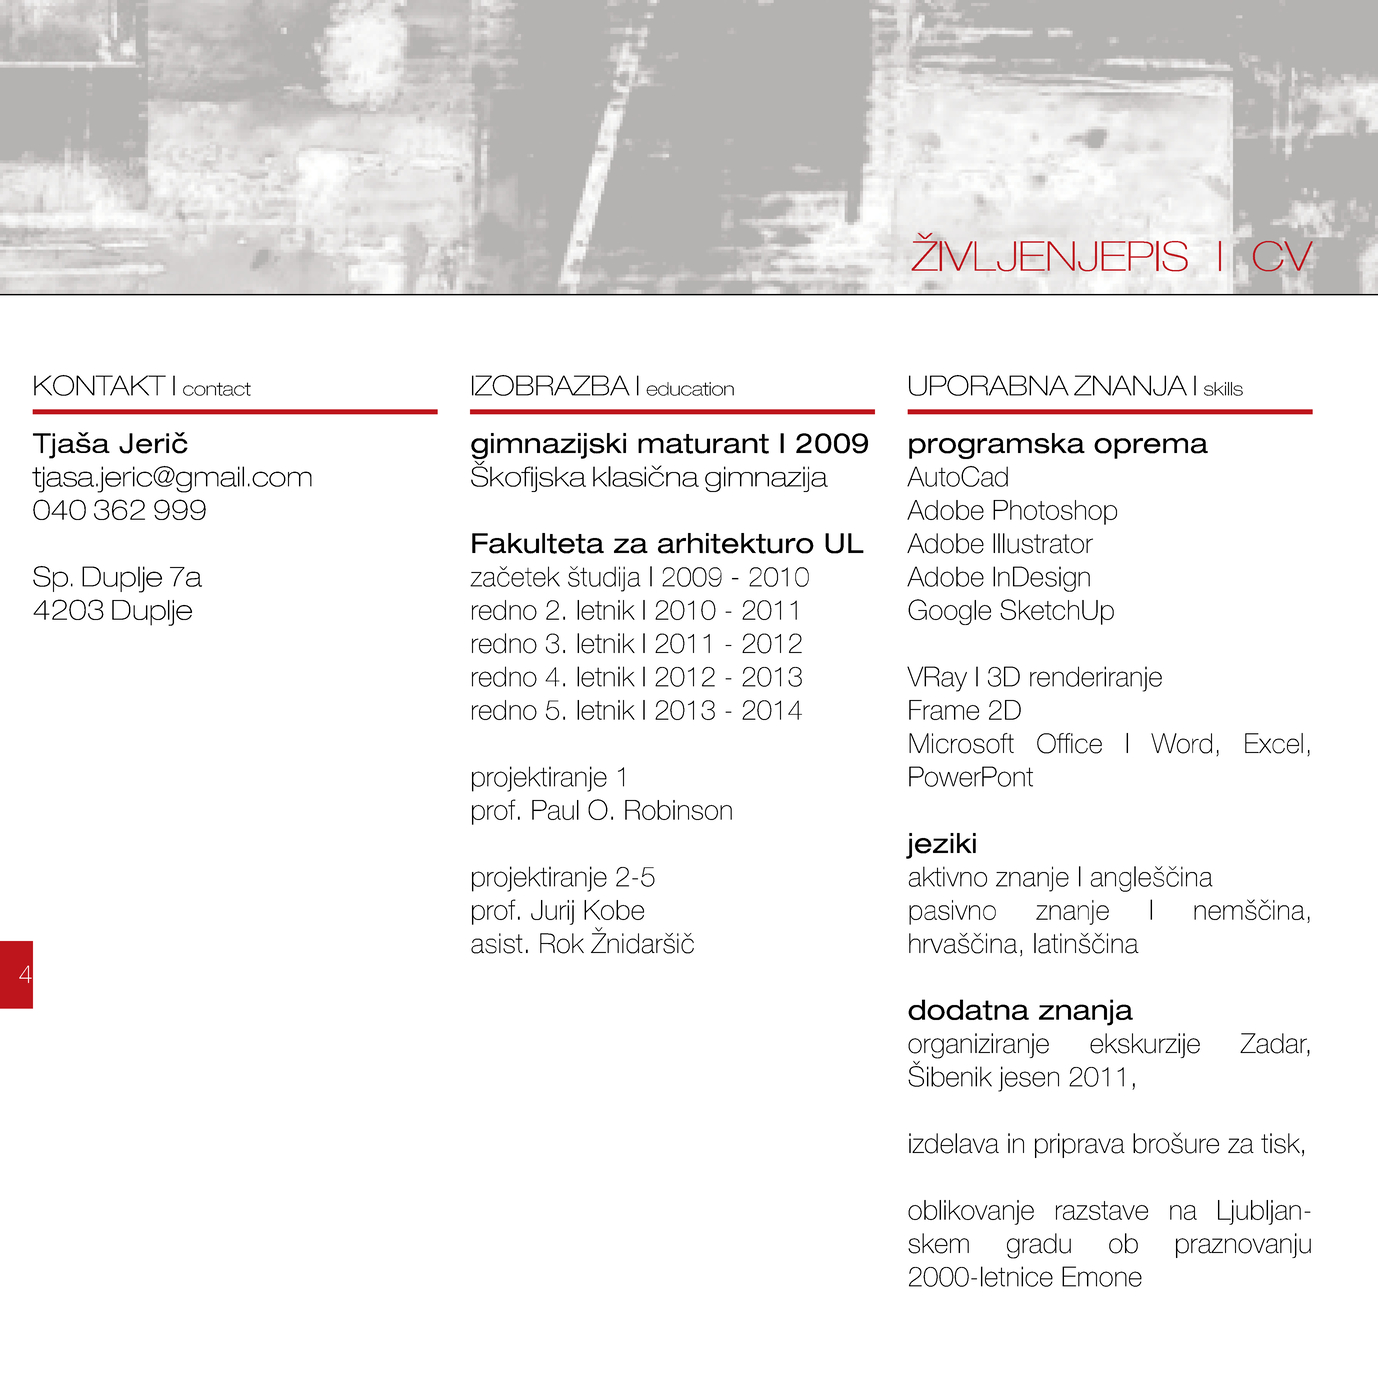 ŽIVLJENJEPIS | CV
KONTAKT | contact
Tjaša Jerič
tjasa.jeric@gmail.com
040 362 999
Sp. Duplje 7a
4203 Duplje
IZOBRAZBA | education
gimnazijski maturant | 2009
Škofijska klasična gimnazija
Fakulteta za arhitekturo UL
začetek študija | 2009 - 2010
redno 2. letnik | 2010 - 2011
redno 3. letnik | 2011 - 2012
redno 4. letnik | 2012 - 2013
redno 5. letnik | 2013 - 2014
projektiranje 1
prof. Paul O. Robinson
projektiranje 2-5
prof. Jurij Kobe
asist. Rok Žnidaršič
UPORABNA ZNANJA | skills
programska oprema
AutoCad
Adobe Photoshop
Adobe Illustrator
Adobe InDesign
Google SketchUp
VRay | 3D renderiranje
Frame 2D
Microsoft Office | Word, Excel,
PowerPont
jeziki
aktivno znanje | angleščina
pasivno znanje | nemščina,
hrvaščina, latinščina
dodatna znanja
organiziranje ekskurzije Zadar,
Šibenik jesen 2011,
izdelava in priprava brošure za tisk,
oblikovanje razstave na Ljubljan-
skem gradu ob praznovanju
2000-letnice Emone
4